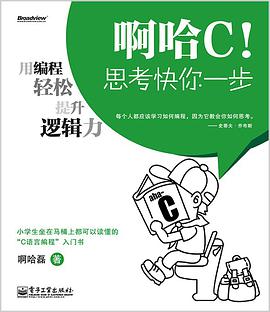 Broadview
www.broadview.com.cn
啊哈C!
思考快你一步
用编程
轻松
提升
逻辑力
每个人都应该学习如何编程，因为它教会你如何思考。
——史蒂夫·乔布斯
aha-
C
小学生坐在马桶上都可以读懂的
"C语言编程"入门书
啊哈磊 著
电子工业出版社